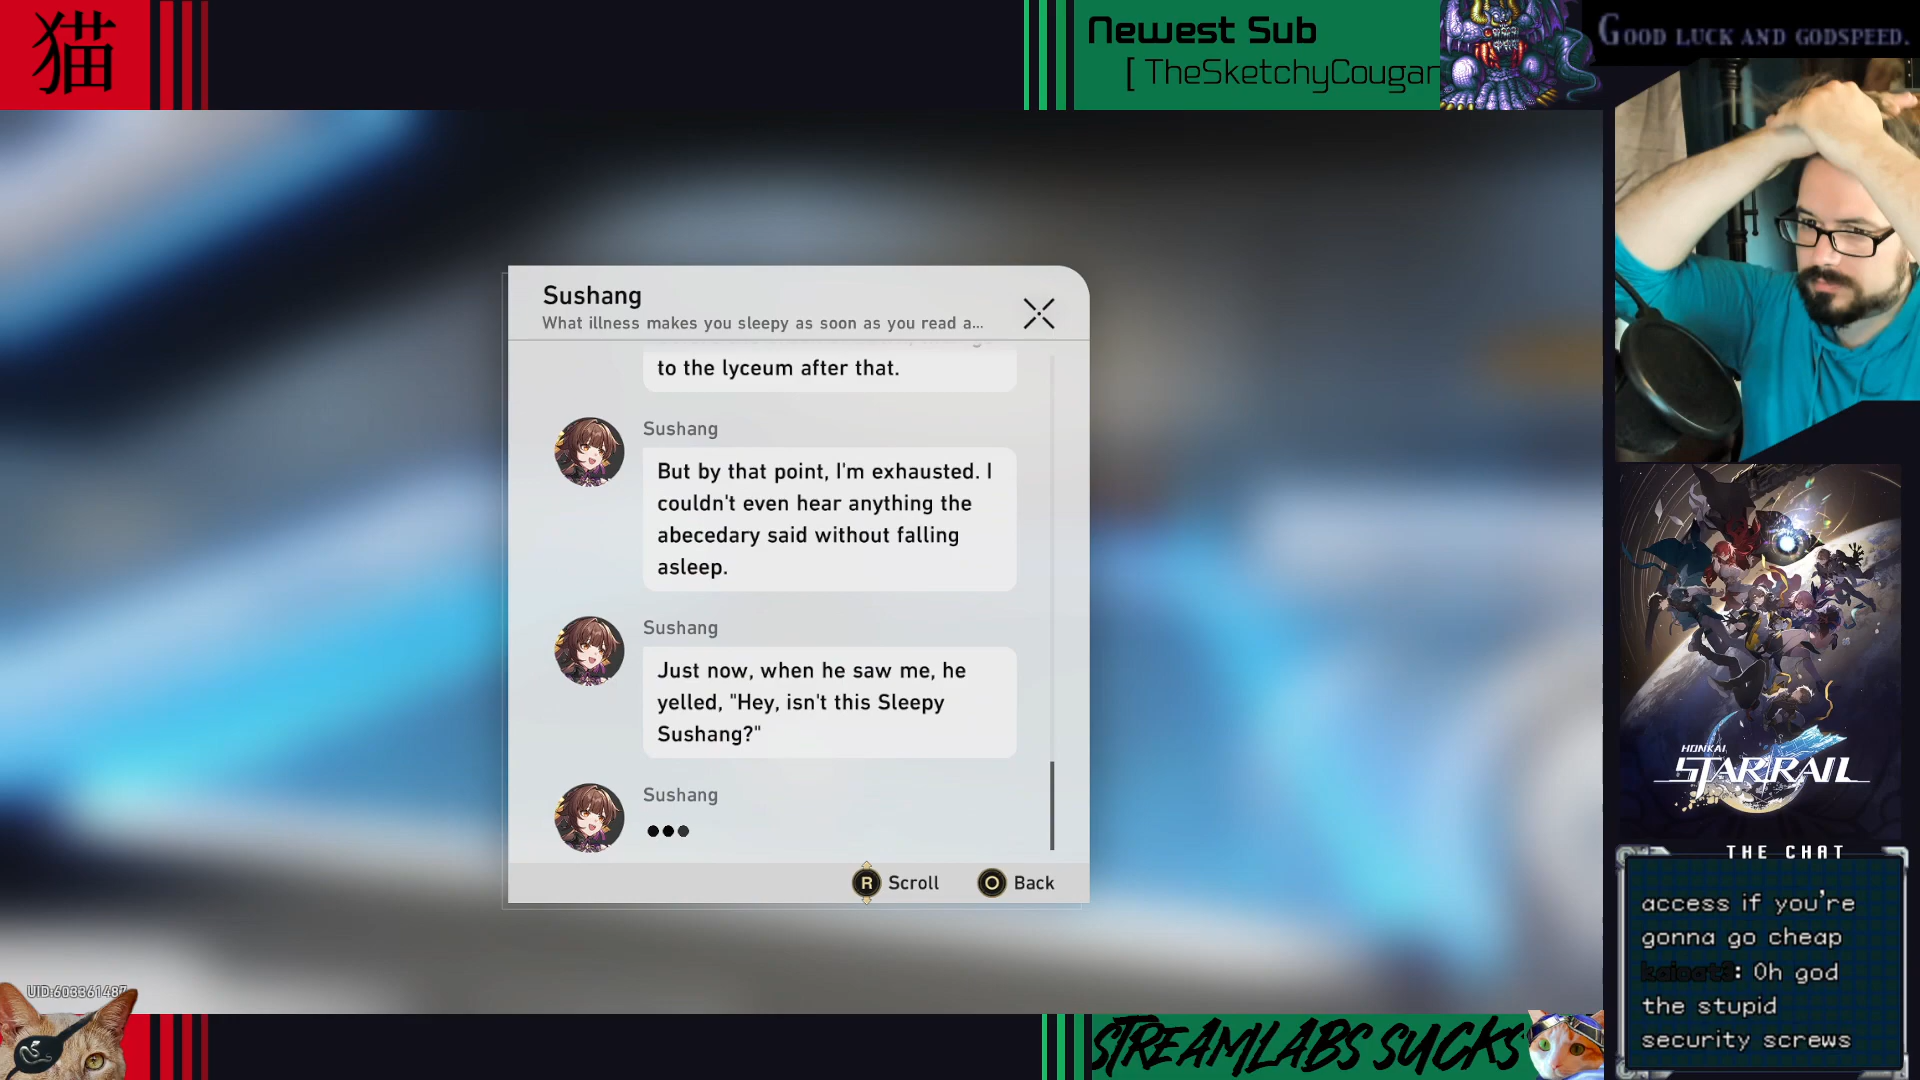 猫
Newest Sub
[ TheSketchyCougar
GOOD LUCK AND GODSPEED.
Sushang
What illness makes you sleepy as soon as you read a...
to the lyceum after that.
Sushang
But by that point, I'm exhausted. I
couldn't even hear anything the
abecedary said without falling
asleep.
Sushang
Just now, when he saw me, he
yelled, "Hey, isn't this Sleepy
Sushang?"
Sushang
R Scroll
Back
HONKAI
STAR RAIL
THE CHAT
access if you're
gonna go cheap
: Oh god
the stupid
security screws
STREAMLABS SUCKS